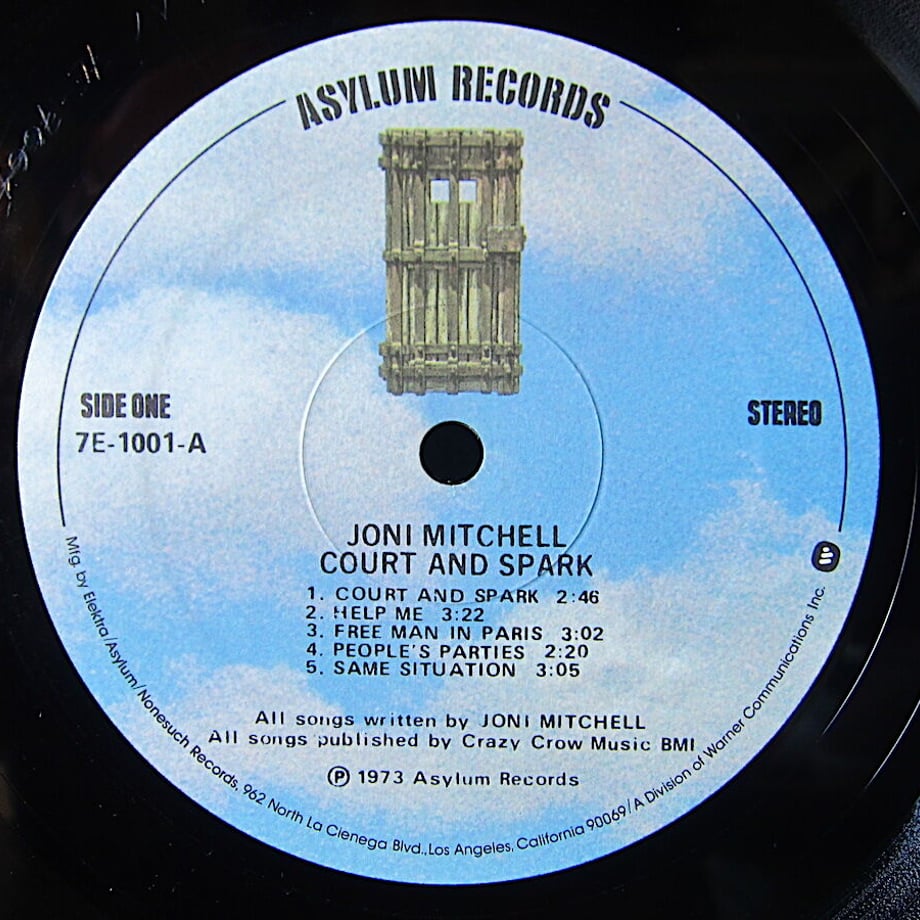 ASYLUM RECORDS
SIDE ONE
7E-1001-A
STEREO
JONI MITCHELL
COURT AND SPARK
1. COURT AND SPARK 2:46
2. HELP ME 3:22
3. FREE MAN IN PARIS 3:02
4. PEOPLE'S PARTIES 2:20
5. SAME SITUATION 3:05
All songs written by JONI MITCHELL
All songs published by Crazy Crow Music BMI
℗ 1973 Asylum Records
Mfg. by Elektra/Asylum/Nonesuch Records, 962 North La Cienega Blvd., Los Angeles, California 90069/A Division of Warner Communications Inc.